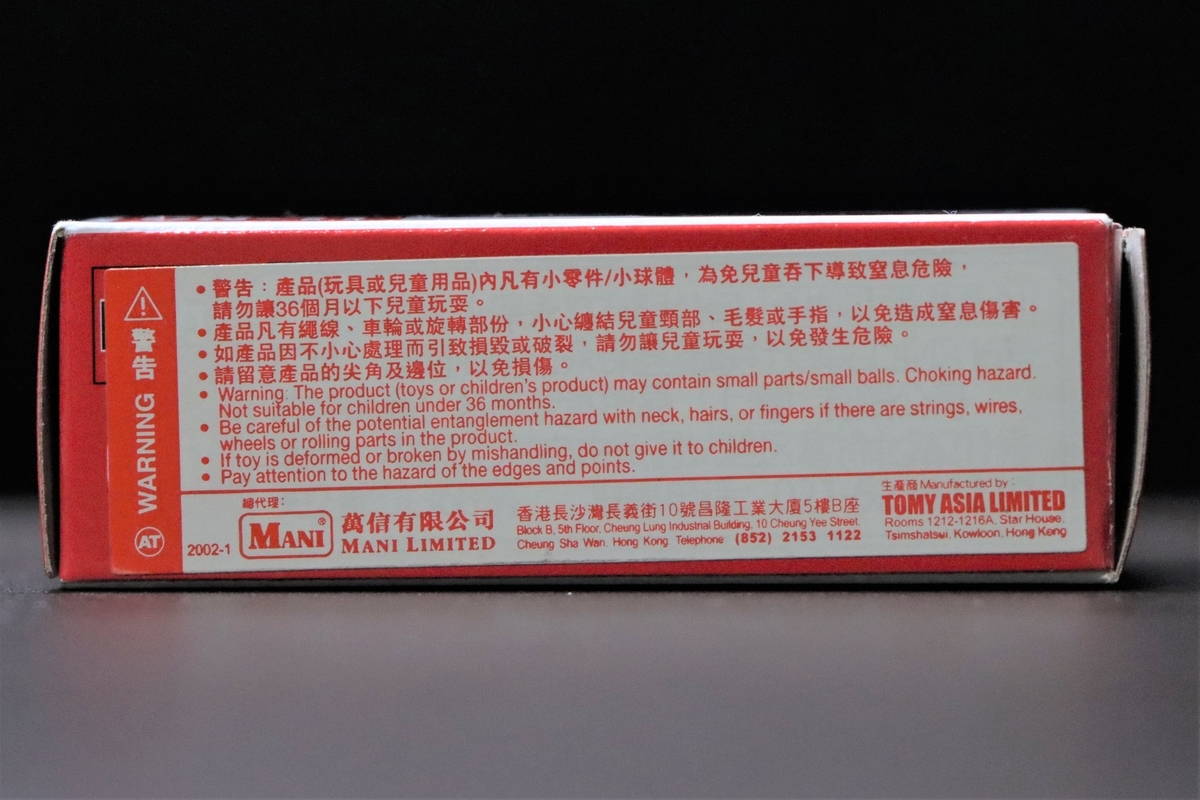 警告
WARNING
AT
• 警告：產品(玩具或兒童用品)內凡有小零件/小球體，為免兒童吞下導致窒息危險，
請勿讓36個月以下兒童玩耍。
• 產品凡有繩線、車輪或旋轉部份，小心纏結兒童頸部、毛髮或手指，以免造成窒息傷害。
• 如產品因不小心處理而引致損毀或破裂，請勿讓兒童玩耍，以免發生危險。
• 請留意產品的尖角及邊位，以免損傷。
• Warning: The product (toys or children's product) may contain small parts/small balls. Choking hazard.
Not suitable for children under 36 months.
• Be careful of the potential entanglement hazard with neck, hairs, or fingers if there are strings, wires,
wheels or rolling parts in the product.
• If toy is deformed or broken by mishandling, do not give it to children.
• Pay attention to the hazard of the edges and points.
2002-1
總代理：
MANI®
萬信有限公司
MANI LIMITED
香港長沙灣長義街10號昌隆工業大廈5樓B座
Block B, 5th Floor, Cheung Lung Industrial Building, 10 Cheung Yee Street,
Cheung Sha Wan, Hong Kong Telephone (852) 2153 1122
生產商 Manufactured by :
TOMY ASIA LIMITED
Rooms 1212-1216A, Star House,
Tsimshatsui, Kowloon, Hong Kong